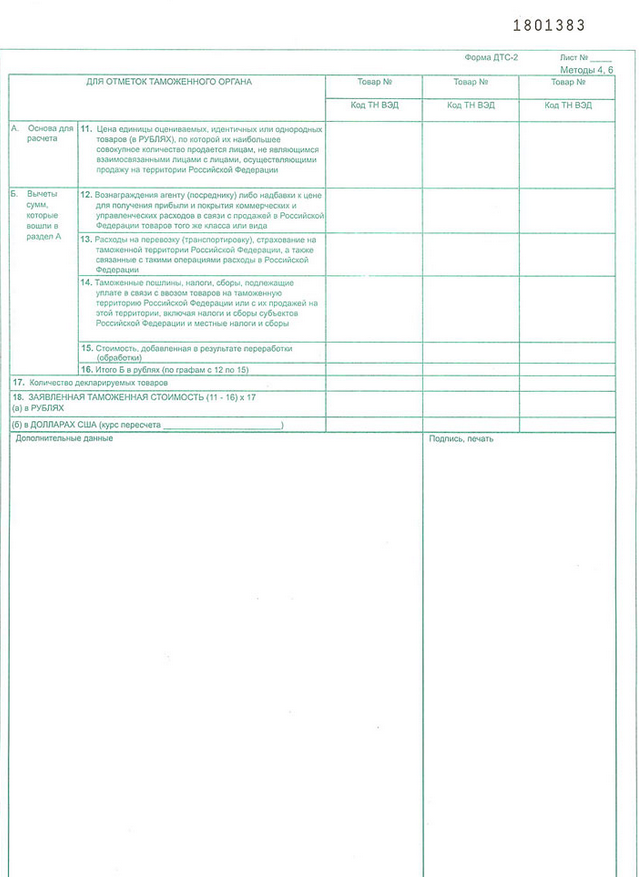 1801383
Форма ДТС-2 Лист № ____
Методы 4, 6
ДЛЯ ОТМЕТОК ТАМОЖЕННОГО ОРГАНА
Товар № Товар № Товар №
Код ТН ВЭД Код ТН ВЭД Код ТН ВЭД
А. Основа для
расчета
11. Цена единицы оцениваемых, идентичных или однородных
товаров (в РУБЛЯХ), по которой их наибольшее
совокупное количество продается лицам, не являющимся
взаимосвязанными лицами с лицами, осуществляющими
продажу на территории Российской Федерации
Б. Вычеты
сумм,
которые
вошли в
раздел А
12. Вознаграждения агенту (посреднику) либо надбавки к цене
для получения прибыли и покрытия коммерческих и
управленческих расходов в связи с продажей в Российской
Федерации товаров того же класса или вида
13. Расходы на перевозку (транспортировку), страхование на
таможенной территории Российской Федерации, а также
связанные с такими операциями расходы в Российской
Федерации
14. Таможенные пошлины, налоги, сборы, подлежащие
уплате в связи с ввозом товаров на таможенную
территорию Российской Федерации или с их продажей на
этой территории, включая налоги и сборы субъектов
Российской Федерации и местные налоги и сборы
15. Стоимость, добавленная в результате переработки
(обработки)
16. Итого Б в рублях (по графам с 12 по 15)
17. Количество декларируемых товаров
18. ЗАЯВЛЕННАЯ ТАМОЖЕННАЯ СТОИМОСТЬ (11 - 16) х 17
(а) в РУБЛЯХ
(б) в ДОЛЛАРАХ США (курс пересчета ____________________)
Дополнительные данные
Подпись, печать